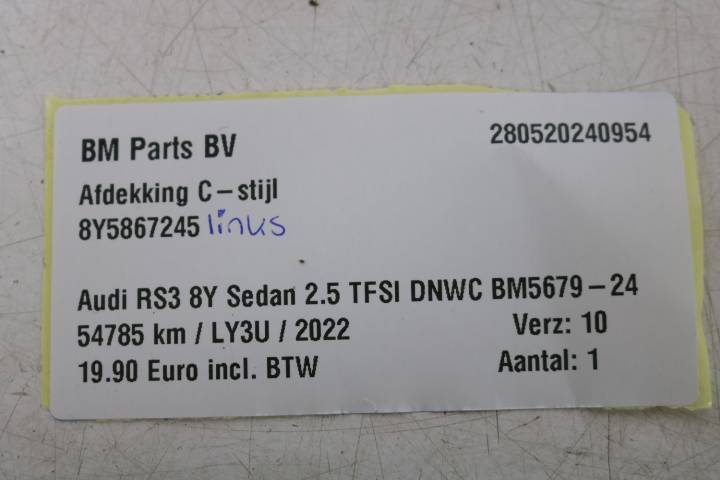 BM Parts BV 280520240954
Afdekking C-stijl
8Y5867245 links
Audi RS3 8Y Sedan 2.5 TFSI DNWC BM5679-24
54785 km / LY3U / 2022 Verz: 10
19.90 Euro incl. BTW Aantal: 1